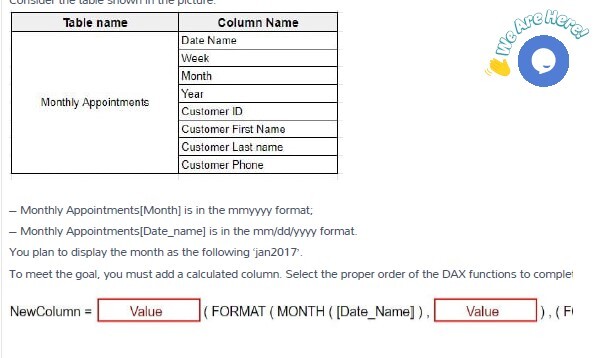 Consider the table shown in the picture.
Table name
Column Name
Monthly Appointments
Date Name
Week
Month
Year
Customer ID
Customer First Name
Customer Last name
Customer Phone
We Are Here!
— Monthly Appointments[Month] is in the mmyyyy format;
— Monthly Appointments[Date_name] is in the mm/dd/yyyy format.
You plan to display the month as the following 'jan2017'.
To meet the goal, you must add a calculated column. Select the proper order of the DAX functions to complet
NewColumn = Value ( FORMAT ( MONTH ( [Date_Name] ) , Value ) , ( F